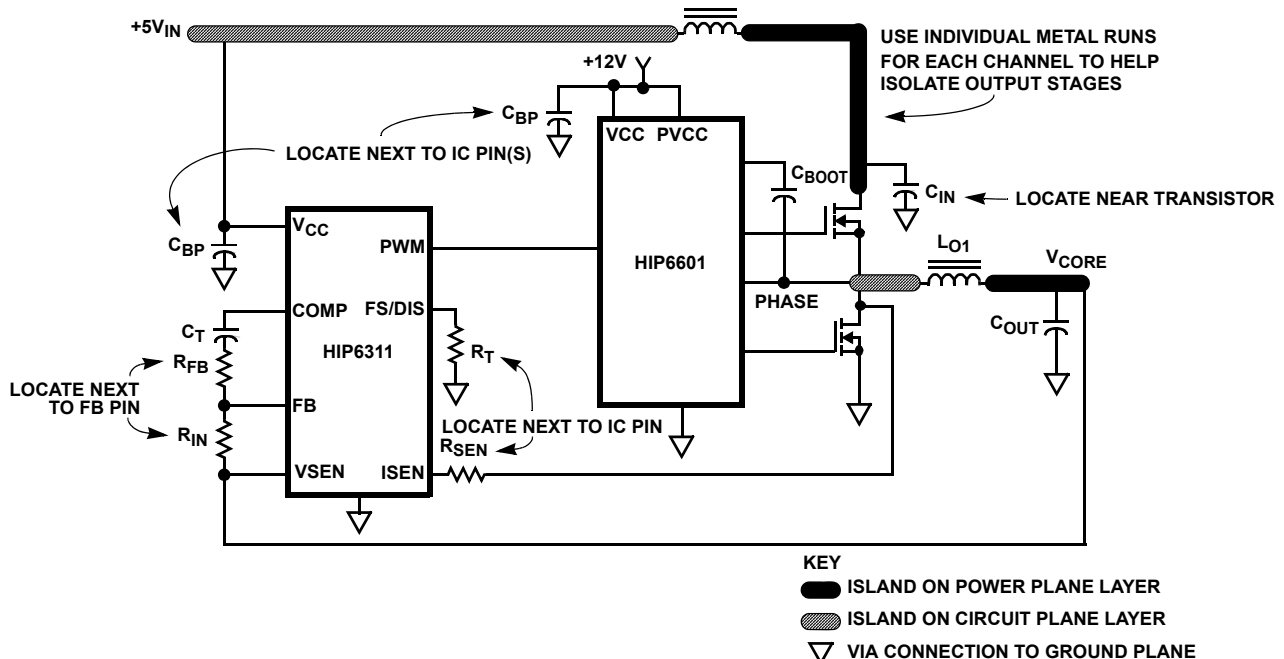 +5VIN
USE INDIVIDUAL METAL RUNS
FOR EACH CHANNEL TO HELP
ISOLATE OUTPUT STAGES
+12V
CBP
VCC PVCC
LOCATE NEXT TO IC PIN(S)
CBOOT
CIN
LOCATE NEAR TRANSISTOR
VCC
CBP
PWM
HIP6601
LO1
VCORE
PHASE
COMP
FS/DIS
CT
HIP6311
RT
COUT
RFB
LOCATE NEXT
TO FB PIN
FB
RIN
LOCATE NEXT TO IC PIN
RSEN
VSEN
ISEN
KEY
ISLAND ON POWER PLANE LAYER
ISLAND ON CIRCUIT PLANE LAYER
VIA CONNECTION TO GROUND PLANE